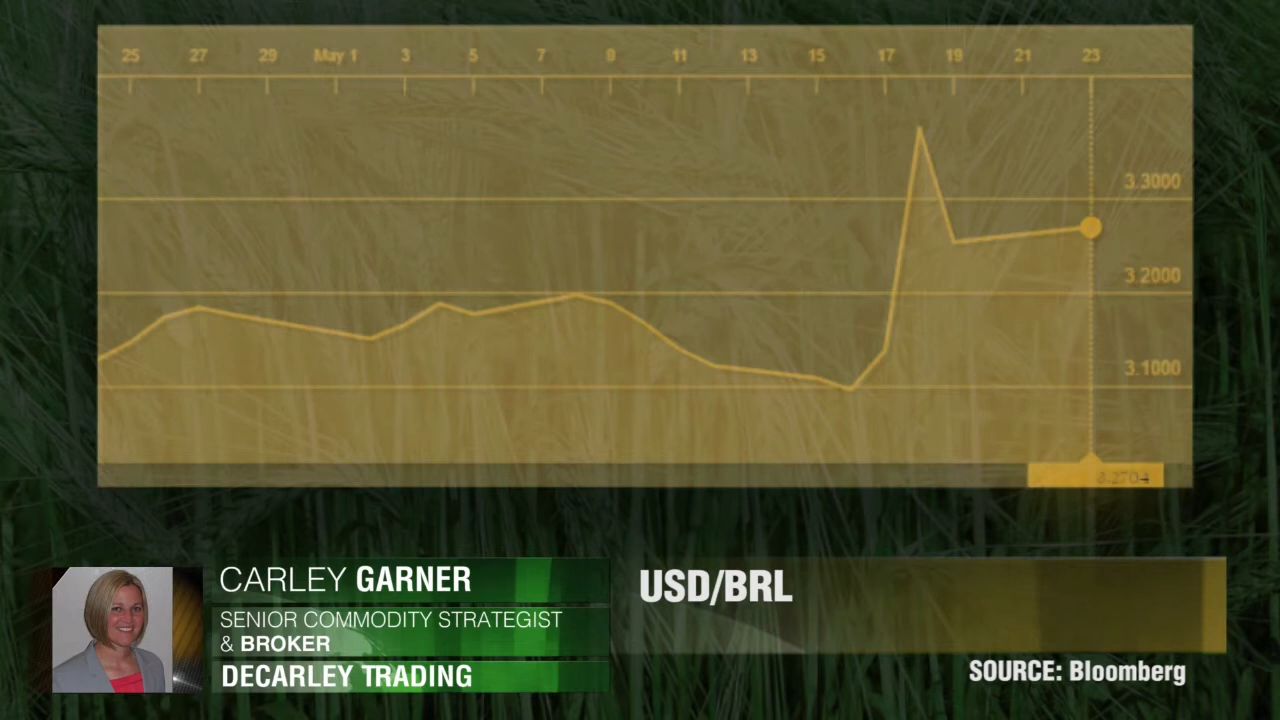 25 27 29 May 1 3 5 7 9 11 13 15 17 19 21 23
3.3000
3.2000
3.1000
3.2704
CARLEY GARNER
SENIOR COMMODITY STRATEGIST
& BROKER
DECARLEY TRADING
USD/BRL
SOURCE: Bloomberg